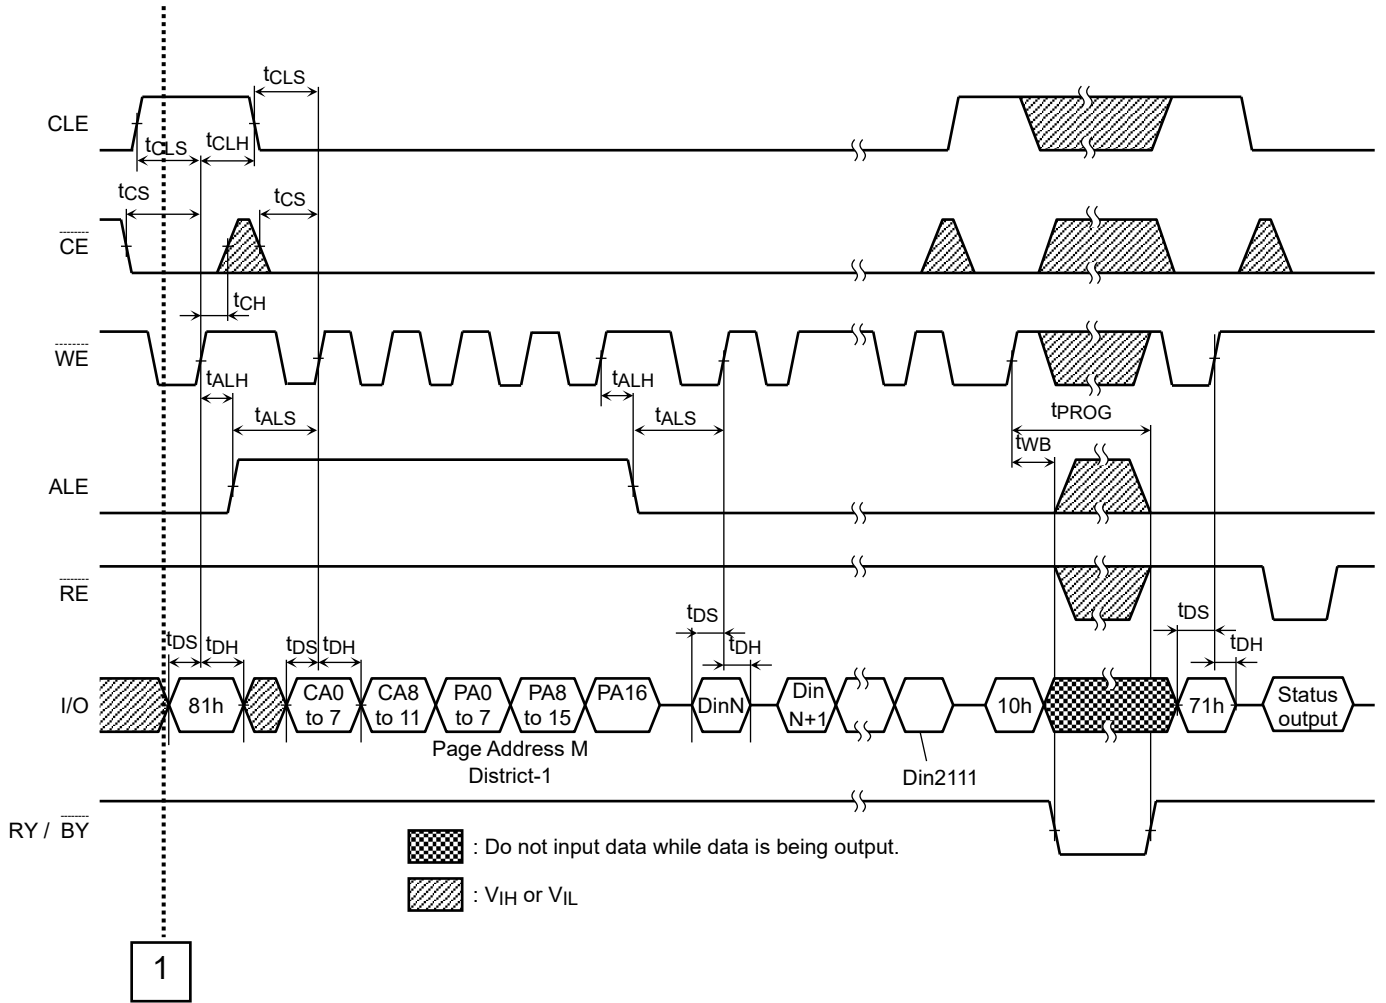 tCLS
CLE
tCLS
tCLH
tCS
tCS
CE
tCH
WE
tALH
tALH
tALS
tALS
tPROG
tWB
ALE
RE
tDS
tDH
tDS
tDH
tDS
tDH
tDS
tDH
I/O
81h
CA0 to 7
CA8 to 11
PA0 to 7
PA8 to 15
PA16
DinN
Din N+1
10h
71h
Status output
Page Address M
District-1
Din2111
RY / BY
: Do not input data while data is being output.
: VIH or VIL
1